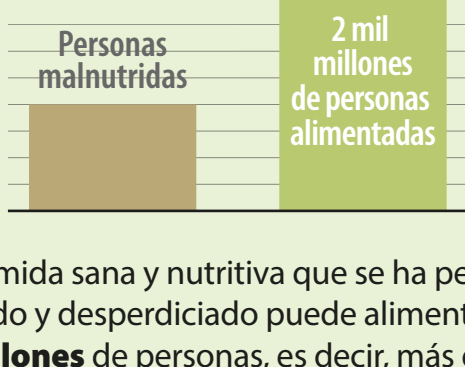 Personas
malnutridas
2 mil
millones
de personas
alimentadas
mida sana y nutritiva que se ha pe
do y desperdiciado puede aliment
llones de personas, es decir, más